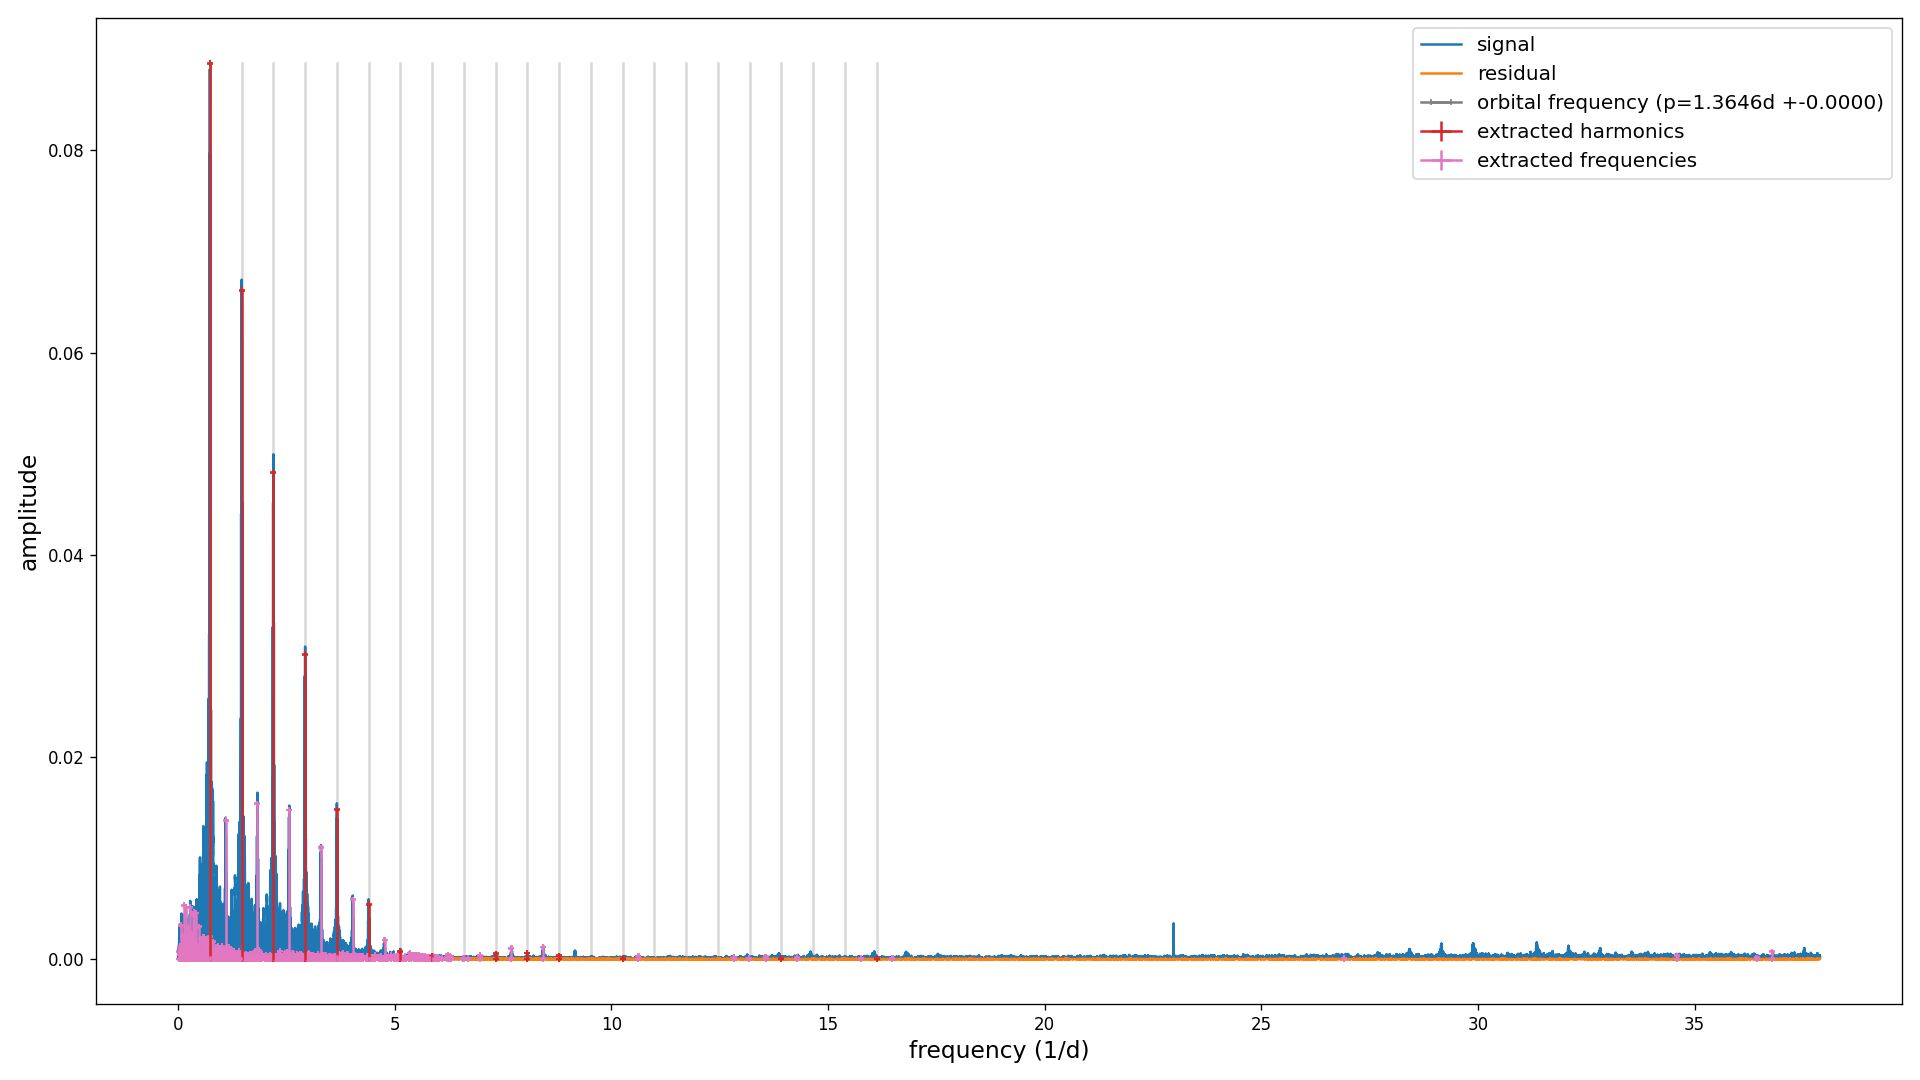 signal
residual
orbital frequency (p=1.3646d +-0.0000)
extracted harmonics
extracted frequencies
amplitude
0.08
0.06
0.04
0.02
0.00
0 5 10 15 20 25 30 35
frequency (1/d)